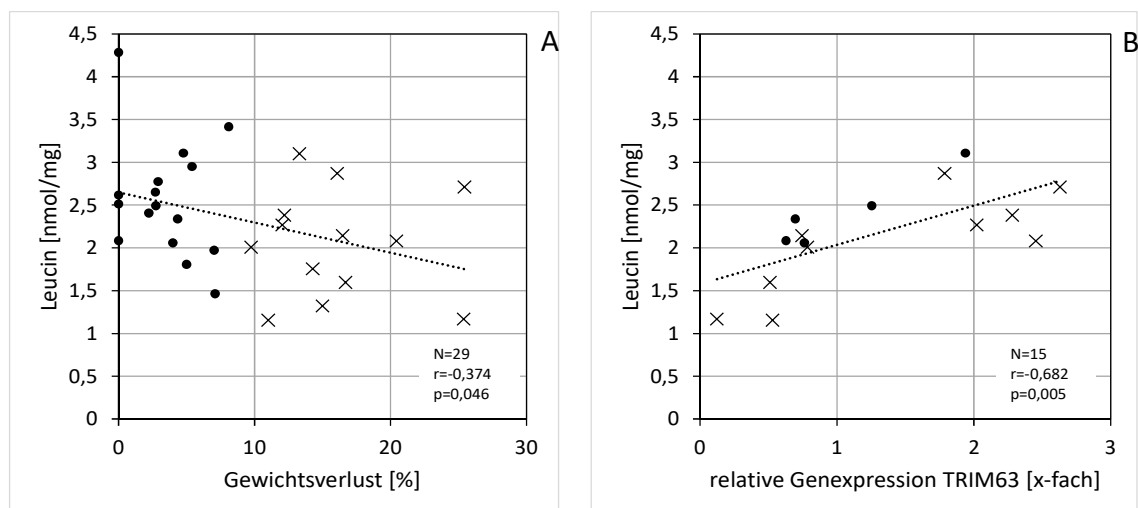 A
Leucin [nmol/mg]
4,5
4
3,5
3
2,5
2
1,5
1
0,5
0
0
10
20
30
Gewichtsverlust [%]
N=29
r=-0,374
p=0,046
B
Leucin [nmol/mg]
4,5
4
3,5
3
2,5
2
1,5
1
0,5
0
0
1
2
3
relative Genexpression TRIM63 [x-fach]
N=15
r=-0,682
p=0,005